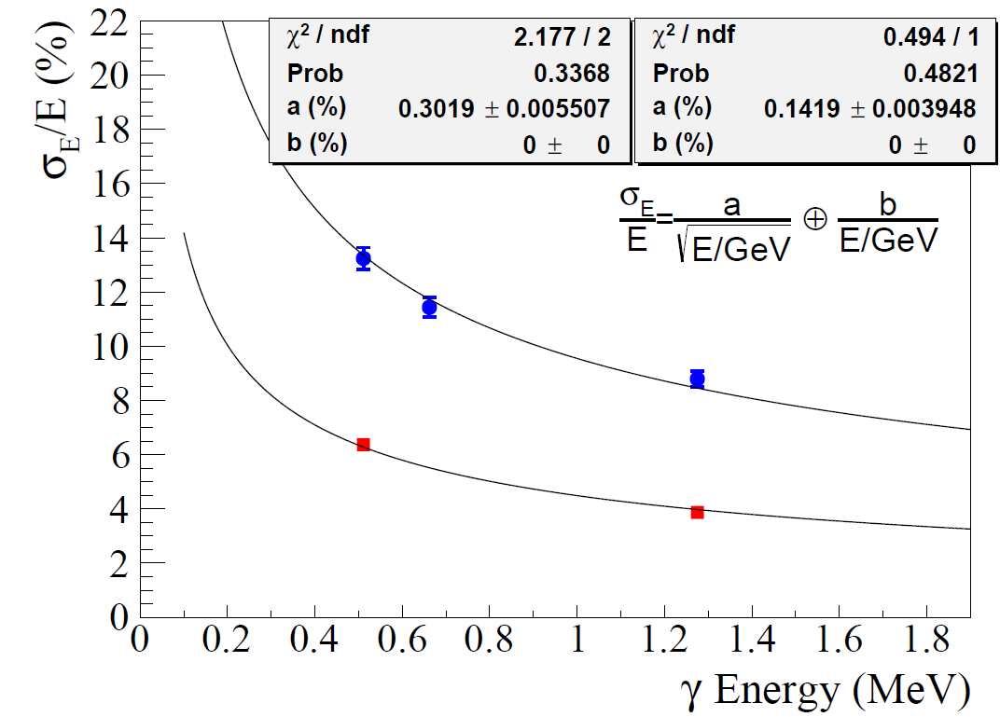 σE/E (%)
22
20
18
16
14
12
10
8
6
4
2
0
χ² / ndf 2.177 / 2
Prob 0.3368
a (%) 0.3019 ± 0.005507
b (%) 0 ± 0
χ² / ndf 0.494 / 1
Prob 0.4821
a (%) 0.1419 ± 0.003948
b (%) 0 ± 0
σE/E = a/√E/GeV ⊕ b/E/GeV
0 0.2 0.4 0.6 0.8 1 1.2 1.4 1.6 1.8
γ Energy (MeV)